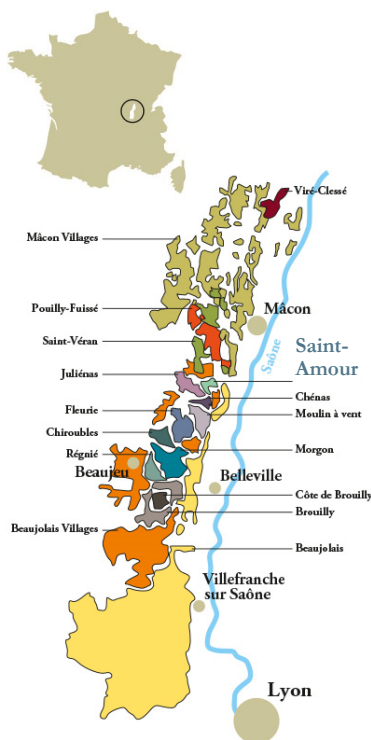 Viré-Clessé
Mâcon Villages
Pouilly-Fuissé
Mâcon
Saint-Véran
Saône
Saint-
Amour
Juliénas
Chénas
Fleurie
Moulin à vent
Chiroubles
Régnié
Morgon
Beaujeu
Belleville
Côte de Brouilly
Brouilly
Beaujolais Villages
Beaujolais
Villefranche
sur Saône
Lyon